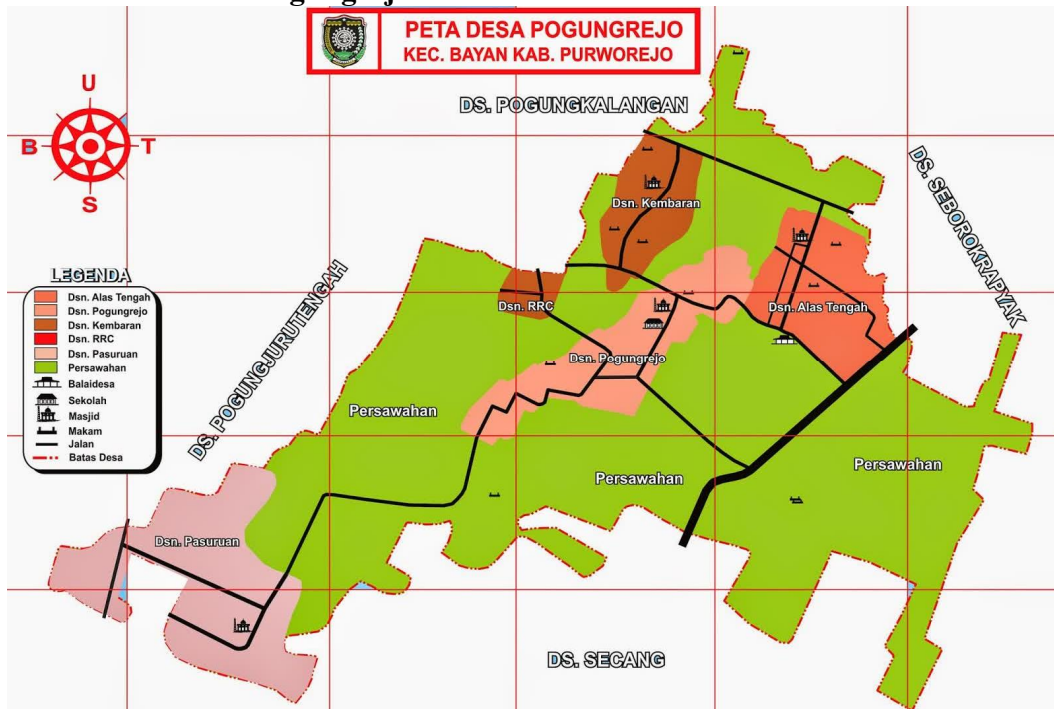 PETA DESA POGUNGREJO
KEC. BAYAN KAB. PURWOREJO
U
B
T
S
DS. POGUNGKALANGAN
DS. SEBOROKRAPYAK
DS. POGUNGJURUTENGAH
Dsn. Kembaran
Dsn. RRC
Dsn. Alas Tengah
Dsn. Pogungrejo
Persawahan
Persawahan
Persawahan
Dsn. Pasuruan
DS. SECANG
LEGENDA
Dsn. Alas Tengah
Dsn. Pogungrejo
Dsn. Kembaran
Dsn. RRC
Dsn. Pasuruan
Persawahan
Balaidesa
Sekolah
Masjid
Makam
Jalan
Batas Desa